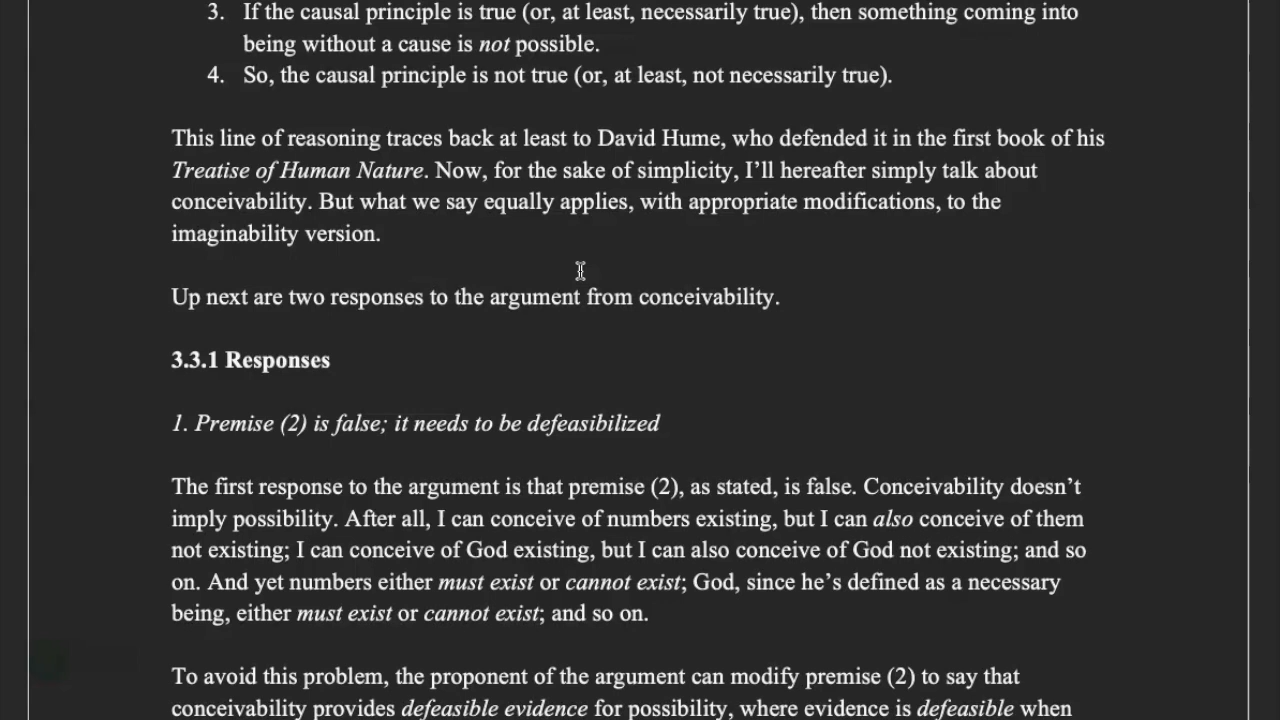 3. If the causal principle is true (or, at least, necessarily true), then something coming into
being without a cause is not possible.
4. So, the causal principle is not true (or, at least, not necessarily true).
This line of reasoning traces back at least to David Hume, who defended it in the first book of his
Treatise of Human Nature. Now, for the sake of simplicity, I’ll hereafter simply talk about
conceivability. But what we say equally applies, with appropriate modifications, to the
imaginability version.
Up next are two responses to the argument from conceivability.
3.3.1 Responses
1. Premise (2) is false; it needs to be defeasibilized
The first response to the argument is that premise (2), as stated, is false. Conceivability doesn’t
imply possibility. After all, I can conceive of numbers existing, but I can also conceive of them
not existing; I can conceive of God existing, but I can also conceive of God not existing; and so
on. And yet numbers either must exist or cannot exist; God, since he’s defined as a necessary
being, either must exist or cannot exist; and so on.
To avoid this problem, the proponent of the argument can modify premise (2) to say that
conceivability provides defeasible evidence for possibility, where evidence is defeasible when